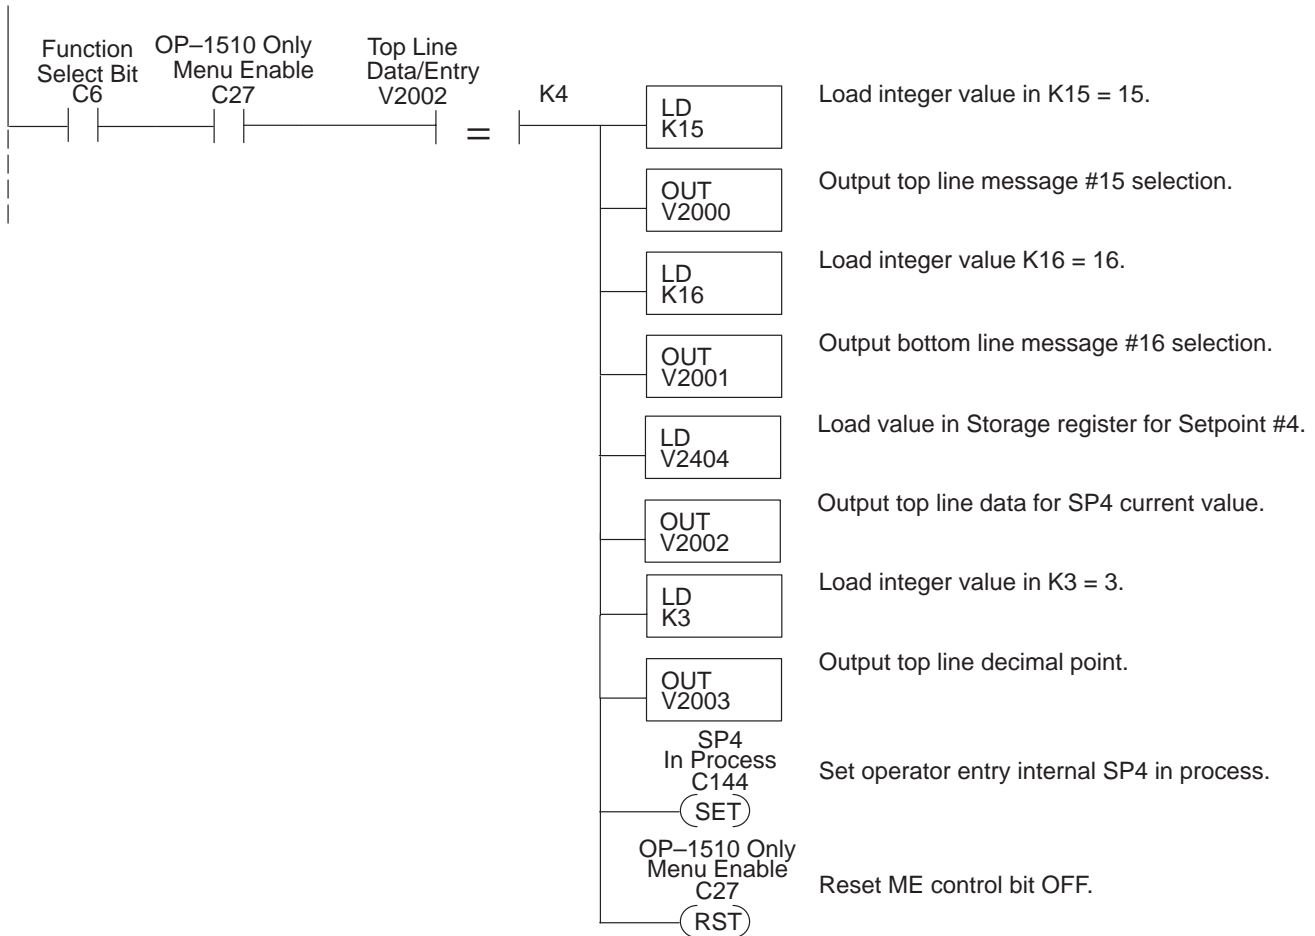 Function
Select Bit
C6
OP–1510 Only
Menu Enable
C27
Top Line
Data/Entry
V2002
=
K4
LD
K15
Load integer value in K15 = 15.
OUT
V2000
Output top line message #15 selection.
LD
K16
Load integer value K16 = 16.
OUT
V2001
Output bottom line message #16 selection.
LD
V2404
Load value in Storage register for Setpoint #4.
OUT
V2002
Output top line data for SP4 current value.
LD
K3
Load integer value in K3 = 3.
OUT
V2003
Output top line decimal point.
SP4
In Process
C144
SET
Set operator entry internal SP4 in process.
OP–1510 Only
Menu Enable
C27
RST
Reset ME control bit OFF.